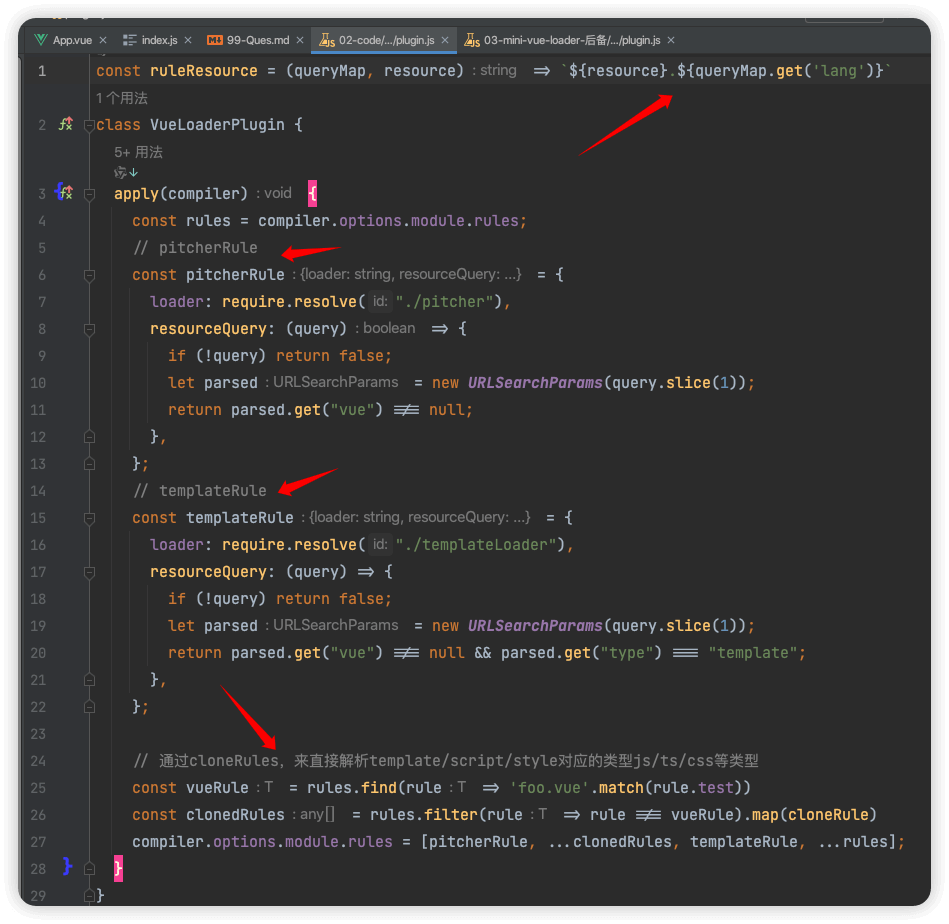 App.vue × index.js × 99-Ques.md × 02-code/.../plugin.js × 03-mini-vue-loader-后备/.../plugin.js ×
1 const ruleResource = (queryMap, resource) : string => `${resource}.${queryMap.get('lang')}`
1 个用法
2 class VueLoaderPlugin {
5+ 用法
3 apply(compiler) : void {
4 const rules = compiler.options.module.rules;
5 // pitcherRule
6 const pitcherRule : {loader: string, resourceQuery: ...} = {
7 loader: require.resolve( id: "./pitcher"),
8 resourceQuery: (query) : boolean => {
9 if (!query) return false;
10 let parsed : URLSearchParams = new URLSearchParams(query.slice(1));
11 return parsed.get("vue") !== null;
12 },
13 };
14 // templateRule
15 const templateRule : {loader: string, resourceQuery: ...} = {
16 loader: require.resolve( id: "./templateLoader"),
17 resourceQuery: (query) => {
18 if (!query) return false;
19 let parsed : URLSearchParams = new URLSearchParams(query.slice(1));
20 return parsed.get("vue") !== null && parsed.get("type") === "template";
21 },
22 };
23
24 // 通过cloneRules，来直接解析template/script/style对应的类型js/ts/css等类型
25 const vueRule : T = rules.find(rule : T => 'foo.vue'.match(rule.test))
26 const clonedRules : any[] = rules.filter(rule : T => rule !== vueRule).map(cloneRule)
27 compiler.options.module.rules = [pitcherRule, ...clonedRules, templateRule, ...rules];
28 }
29 }